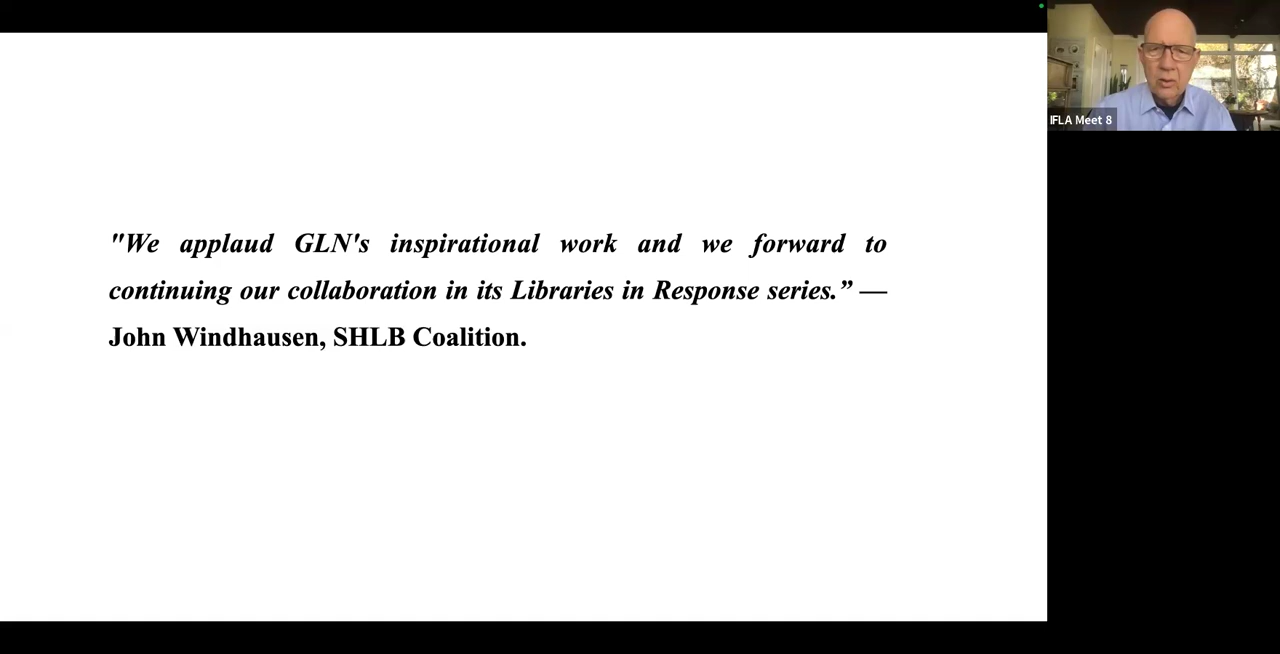 "We applaud GLN's inspirational work and we forward to
continuing our collaboration in its Libraries in Response series.” —
John Windhausen, SHLB Coalition.
IFLA Meet 8